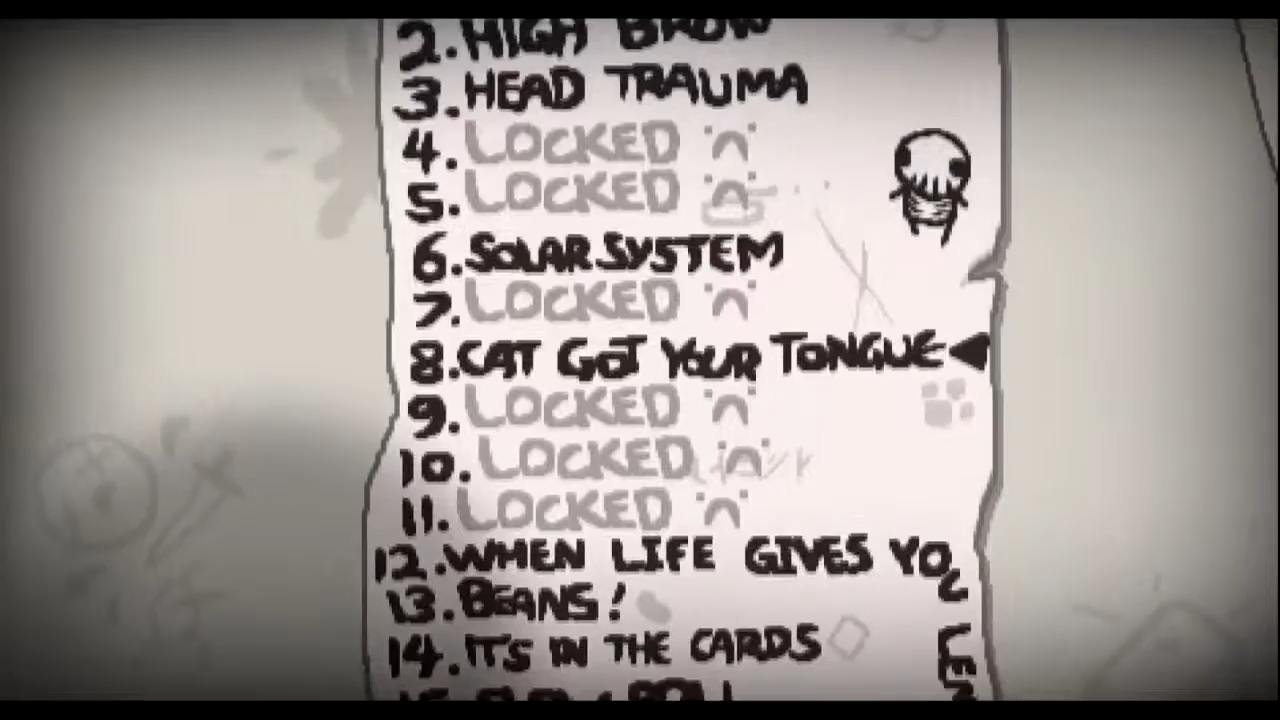 2. HIGH BROW
3. HEAD TRAUMA
4. LOCKED
5. LOCKED
6. SOLAR SYSTEM
7. LOCKED
8. CAT GOT YOUR TONGUE
9. LOCKED
10. LOCKED
11. LOCKED
12. WHEN LIFE GIVES YOU
13. BEANS!
14. IT'S IN THE CARDS